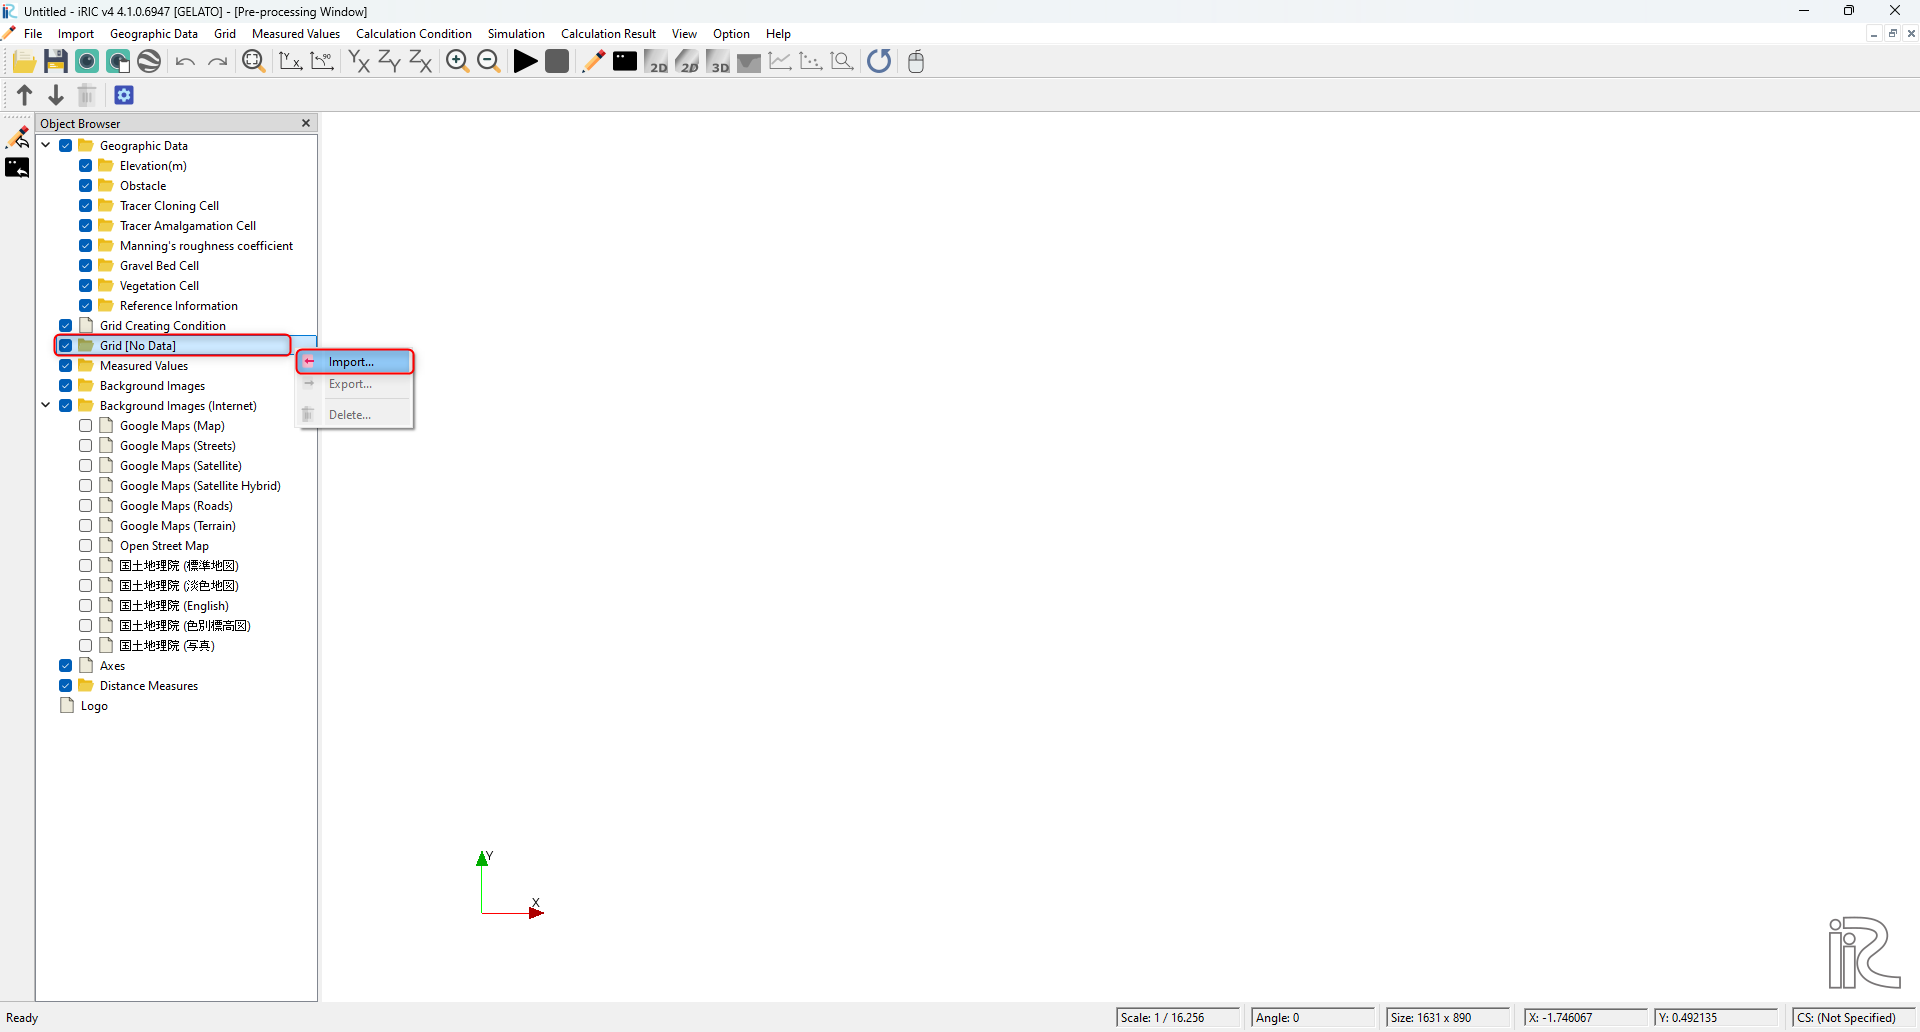 Untitled - iRIC v4 4.1.0.6947 [GELATO] - [Pre-processing Window]
File Import Geographic Data Grid Measured Values Calculation Condition Simulation Calculation Result View Option Help
Object Browser
Geographic Data
Elevation(m)
Obstacle
Tracer Cloning Cell
Tracer Amalgamation Cell
Manning's roughness coefficient
Gravel Bed Cell
Vegetation Cell
Reference Information
Grid Creating Condition
Grid [No Data]
Measured Values
Background Images
Background Images (Internet)
Google Maps (Map)
Google Maps (Streets)
Google Maps (Satellite)
Google Maps (Satellite Hybrid)
Google Maps (Roads)
Google Maps (Terrain)
Open Street Map
国土地理院 (標準地図)
国土地理院 (淡色地図)
国土地理院 (English)
国土地理院 (色別標高図)
国土地理院 (写真)
Axes
Distance Measures
Logo
Import...
Export...
Delete...
Y
X
iRIC
Ready
Scale: 1 / 16.256
Angle: 0
Size: 1631 x 890
X: -1.746067
Y: 0.492135
CS: (Not Specified)